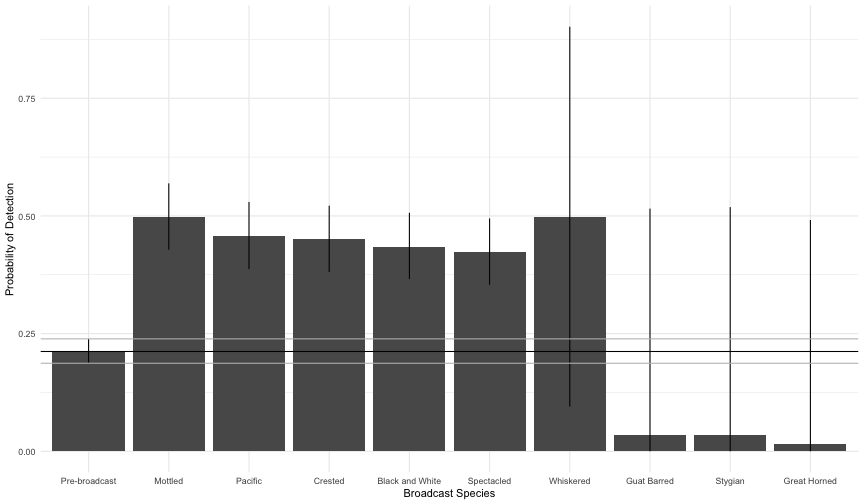 Probability of Detection
0.75
0.50
0.25
0.00
Pre-broadcast Mottled Pacific Crested Black and White Spectacled Whiskered Guat Barred Stygian Great Horned
Broadcast Species